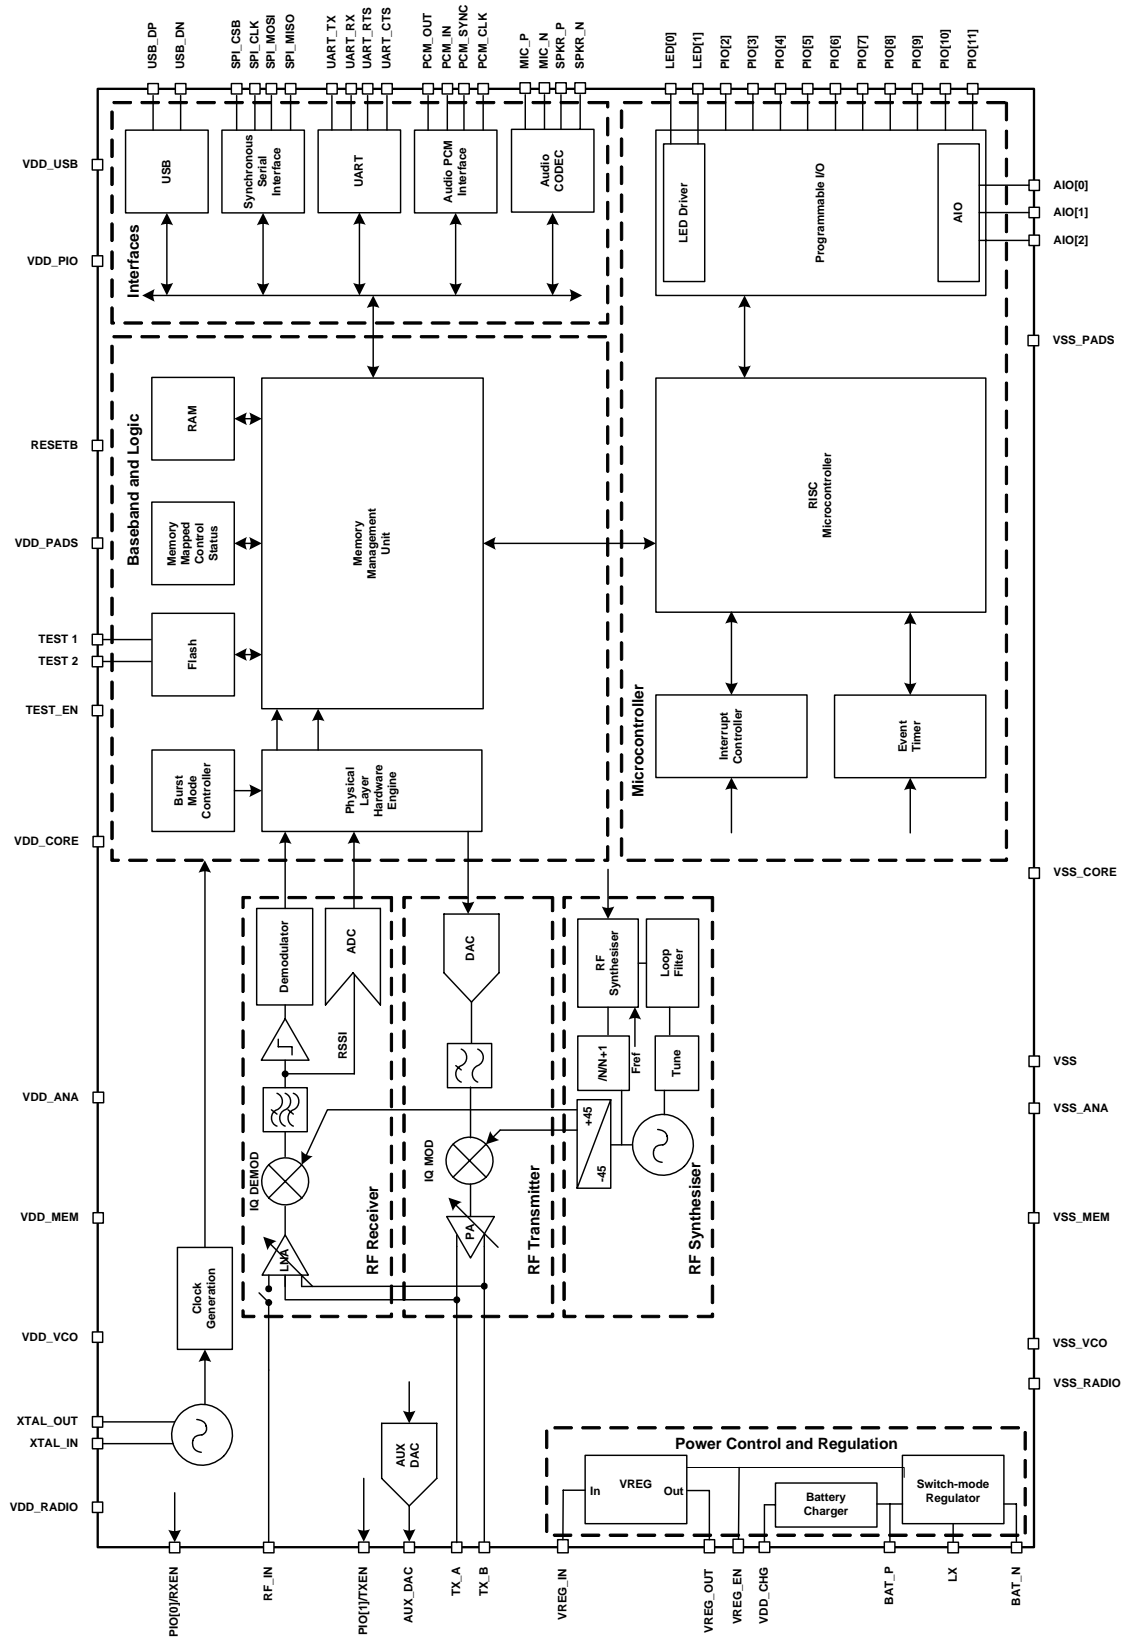 USB_DP
USB_DN
SPI_CSB
SPI_CLK
SPI_MOSI
SPI_MISO
UART_TX
UART_RX
UART_RTS
UART_CTS
PCM_OUT
PCM_IN
PCM_SYNC
PCM_CLK
MIC_P
MIC_N
SPKR_P
SPKR_N
LED[0]
LED[1]
PIO[2]
PIO[3]
PIO[4]
PIO[5]
PIO[6]
PIO[7]
PIO[8]
PIO[9]
PIO[10]
PIO[11]
VDD_USB
VDD_PIO
RESETB
VDD_PADS
TEST 1
TEST 2
TEST_EN
VDD_CORE
VDD_ANA
VDD_MEM
VDD_VCO
XTAL_OUT
XTAL_IN
VDD_RADIO
Interfaces
USB
Synchronous
Serial
Interface
UART
Audio PCM
Interface
Audio
CODEC
LED Driver
Programmable I/O
AIO
AIO[0]
AIO[1]
AIO[2]
VSS_PADS
VSS_CORE
VSS
VSS_ANA
VSS_MEM
VSS_VCO
VSS_RADIO
Baseband and Logic
RAM
Memory
Mapped
Control
Status
Flash
Memory
Management
Unit
Burst
Mode
Controller
Physical
Layer
Hardware
Engine
Microcontroller
RISC
Microcontroller
Interrupt
Controller
Event
Timer
Demodulator
ADC
RSSI
IQ DEMOD
LNA
RF Receiver
DAC
IQ MOD
PA
RF Transmitter
RF
Synthesiser
Loop
Filter
/N/N+1
Fref
Tune
+45
-45
RF Synthesiser
Clock
Generation
AUX
DAC
Power Control and Regulation
In
VREG
Out
Battery
Charger
Switch-mode
Regulator
PIO[0]/RXEN
RF_IN
PIO[1]/TXEN
AUX_DAC
TX_A
TX_B
VREG_IN
VREG_OUT
VREG_EN
VDD_CHG
BAT_P
LX
BAT_N